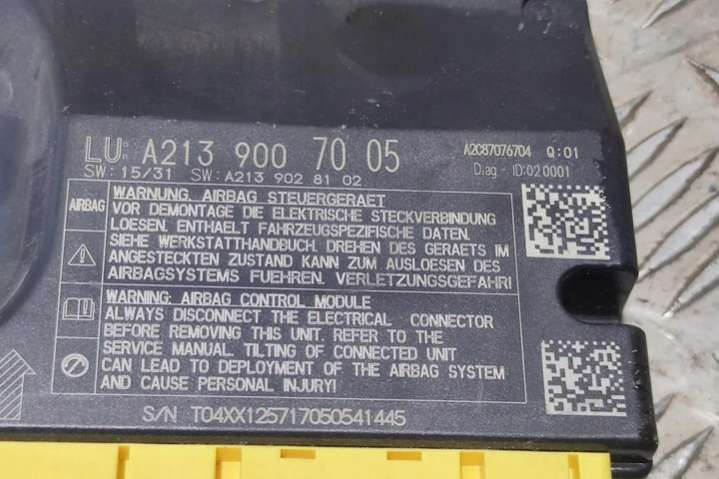 LU: A213 900 70 05
A2C87076704 Q:01
SW: 15/31 SW: A213 902 81 02
Diag - ID:020001
AIRBAG
WARNUNG. AIRBAG STEUERGERAET
VOR DEMONTAGE DIE ELEKTRISCHE STECKVERBINDUNG
LOESEN. ENTHAELT FAHRZEUGSPEZIFISCHE DATEN.
SIEHE WERKSTATTHANDBUCH. DREHEN DES GERAETS IM
ANGESTECKTEN ZUSTAND KANN ZUM AUSLOESEN DES
AIRBAGSYSTEMS FUEHREN. VERLETZUNGSGEFAHR!
WARNING: AIRBAG CONTROL MODULE
ALWAYS DISCONNECT THE ELECTRICAL CONNECTOR
BEFORE REMOVING THIS UNIT. REFER TO THE
SERVICE MANUAL. TILTING OF CONNECTED UNIT
CAN LEAD TO DEPLOYMENT OF THE AIRBAG SYSTEM
AND CAUSE PERSONAL INJURY!
S/N T04XX125717050541445